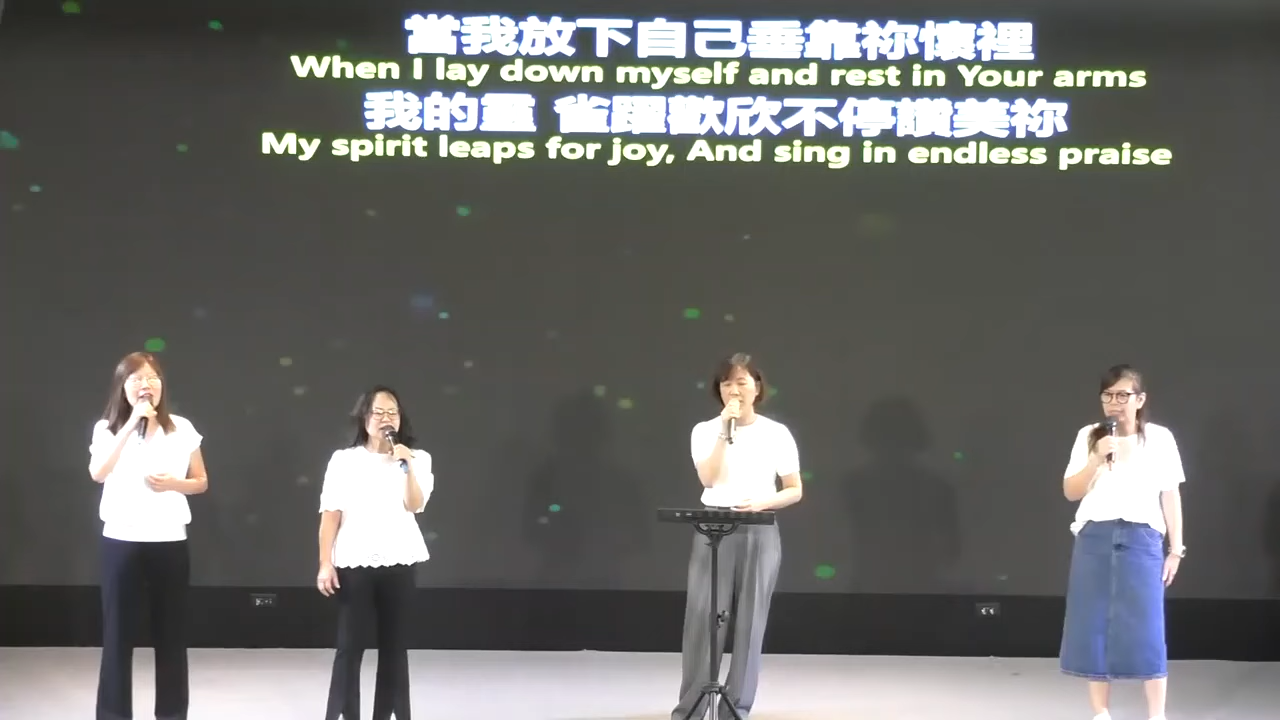 當我放下自己垂靠祢懷裡
When I lay down myself and rest in Your arms
我的靈 雀躍歡欣不停讚美祢
My spirit leaps for joy, And sing in endless praise